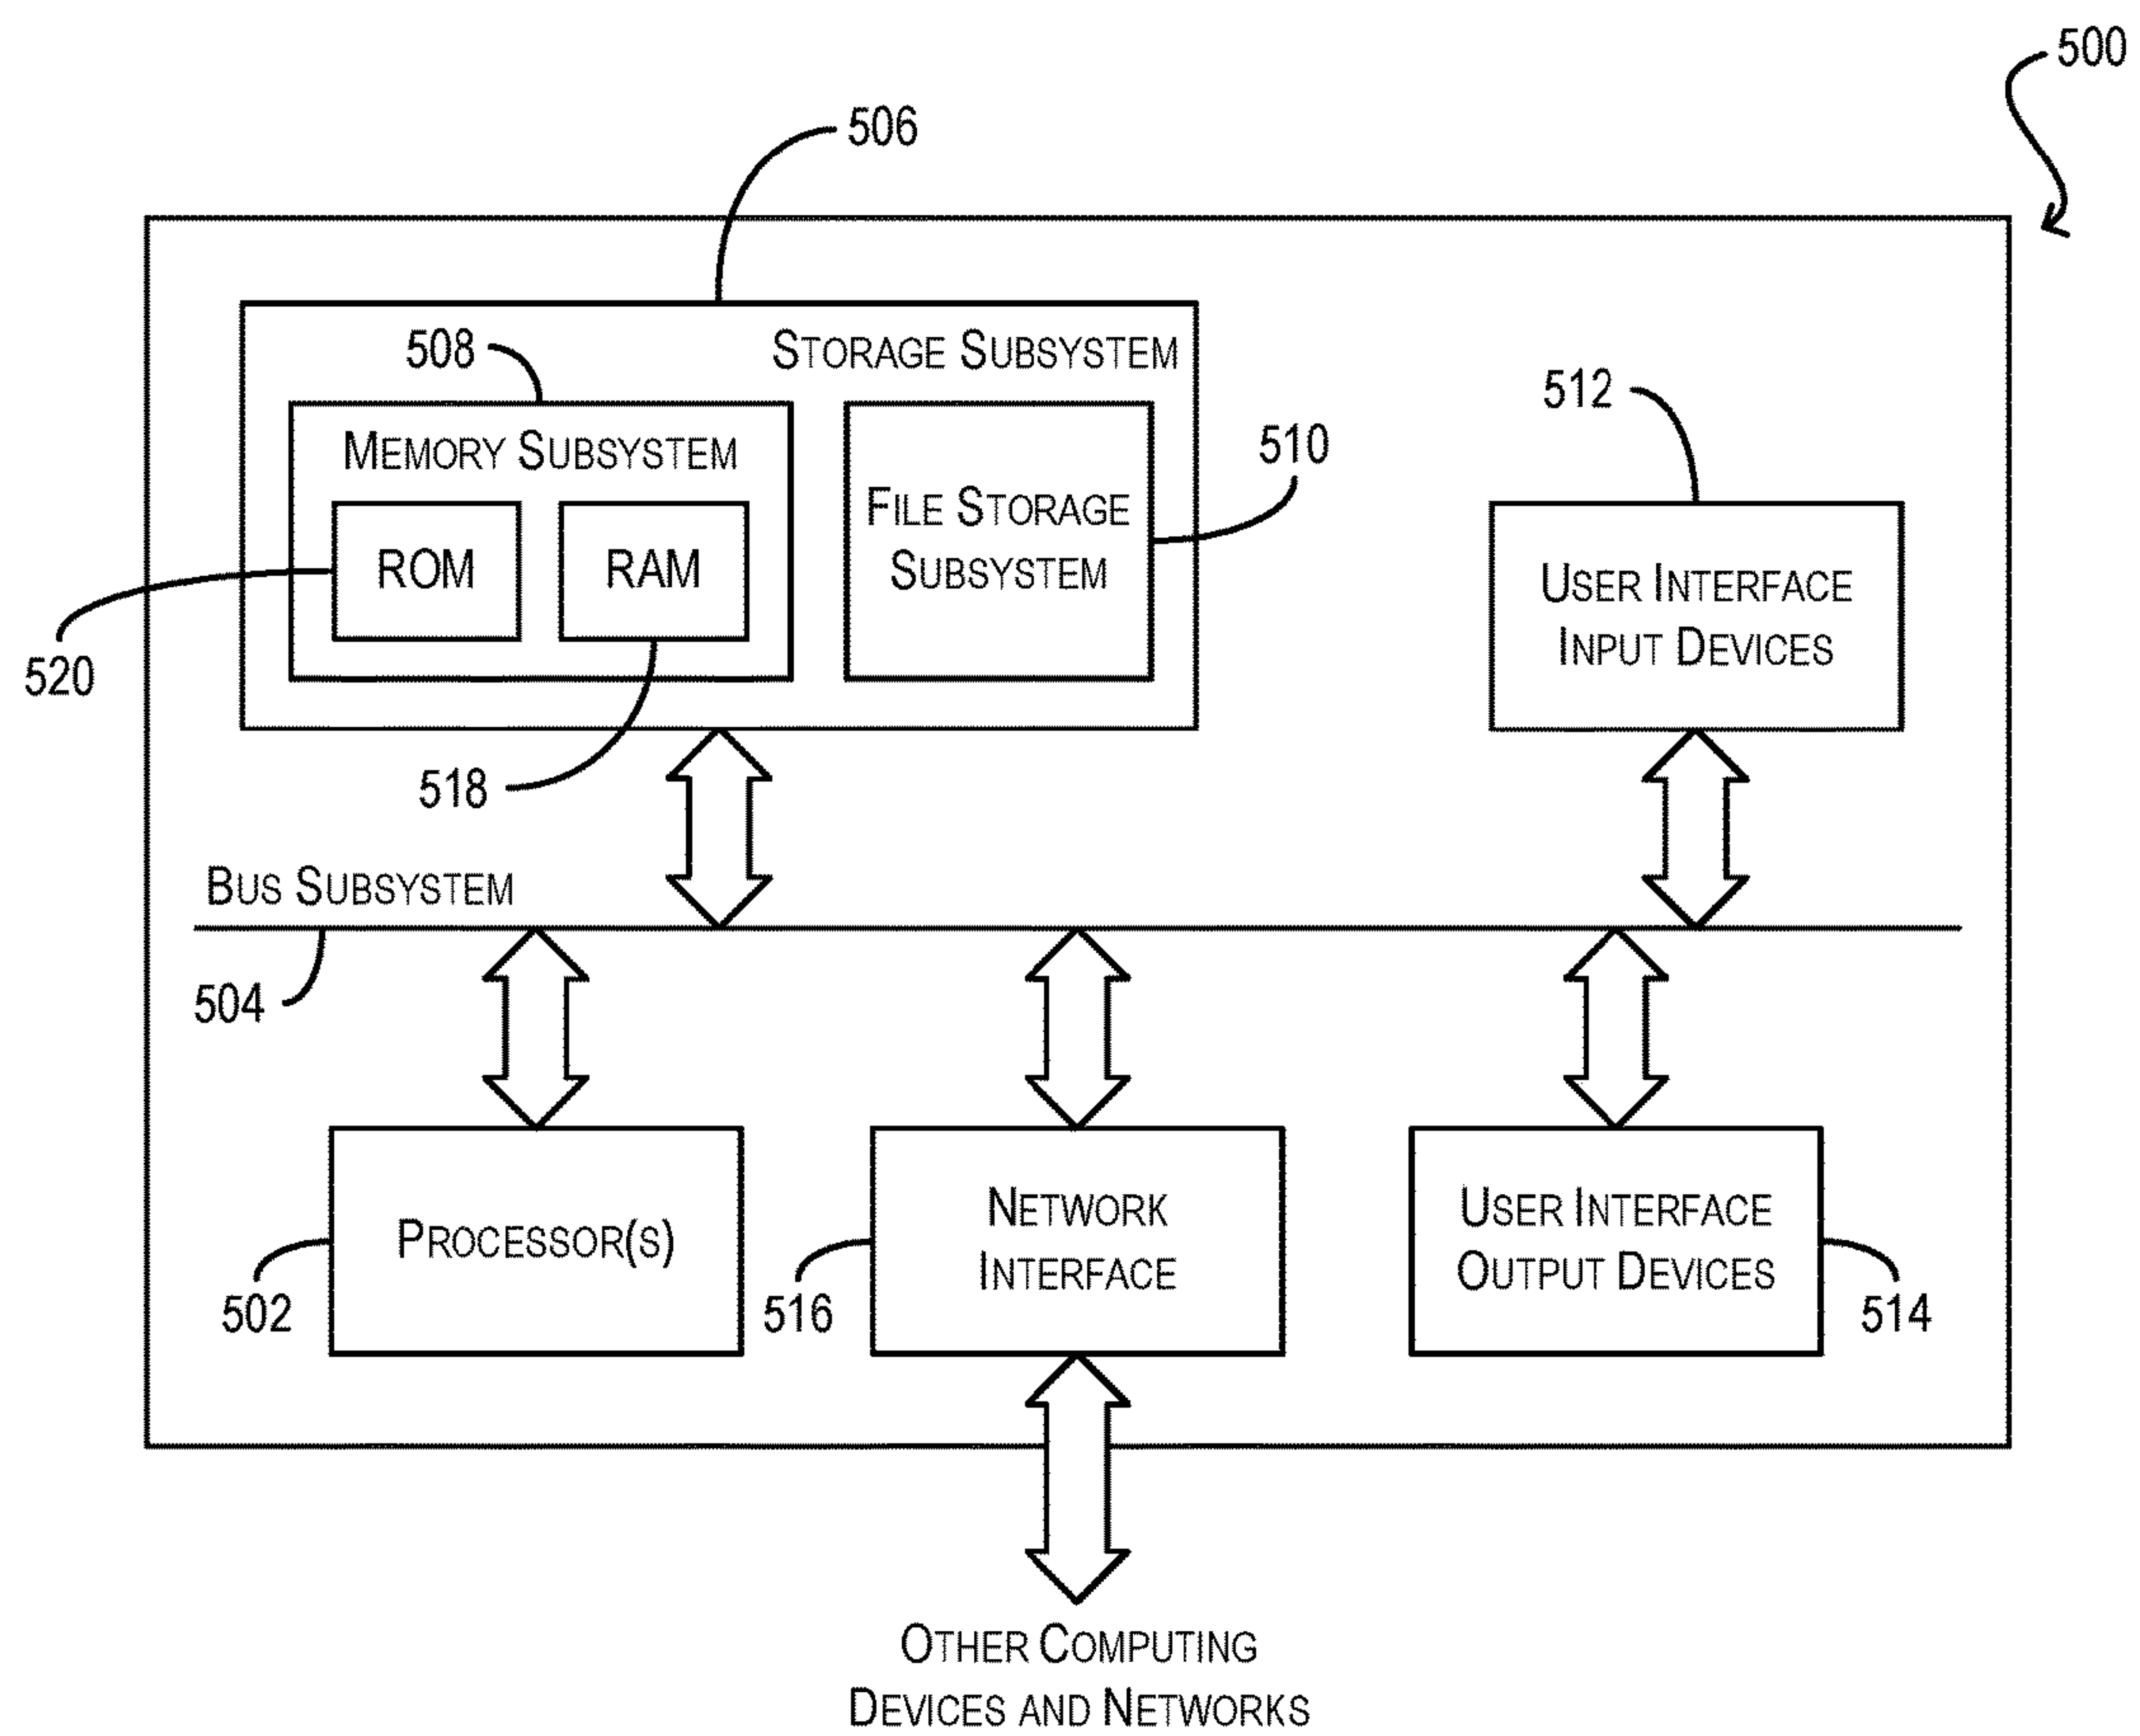 500
506
508
STORAGE SUBSYSTEM
512
510
MEMORY SUBSYSTEM
FILE STORAGE
SUBSYSTEM
ROM
RAM
USER INTERFACE
INPUT DEVICES
520
518
BUS SUBSYSTEM
504
PROCESSOR(S)
NETWORK
INTERFACE
USER INTERFACE
OUTPUT DEVICES
502
516
514
OTHER COMPUTING
DEVICES AND NETWORKS